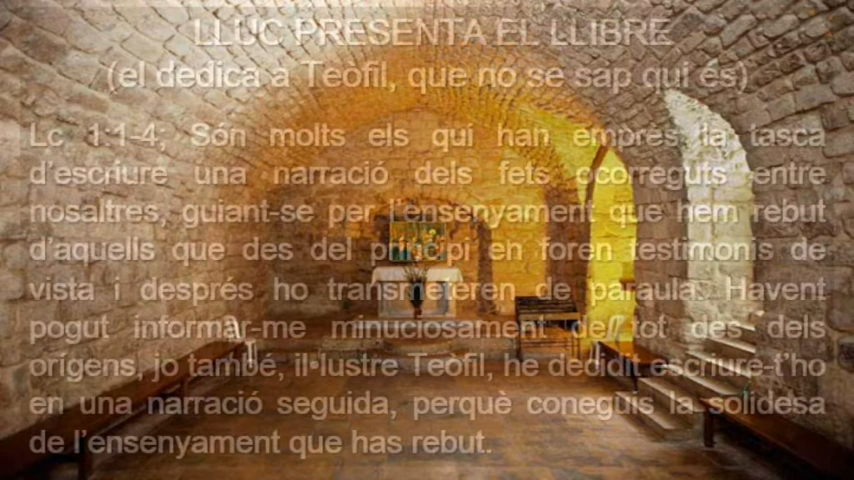 LLUC PRESENTA EL LLIBRE
(el dedica a Teòfil, que no se sap qui és)
Lc 1:1-4; Són molts els qui han emprès la tasca
d’escriure una narració dels fets ocorreguts entre
nosaltres, guiant-se per l’ensenyament que hem rebut
d’aquells que des del principi en foren testimonis de
vista i després ho transmeteren de paraula. Havent
pogut informar-me minuciosament de tot des dels
orígens, jo també, il•lustre Teòfil, he decidit escriure-t’ho
en una narració seguida, perquè coneguis la solidesa
de l’ensenyament que has rebut.